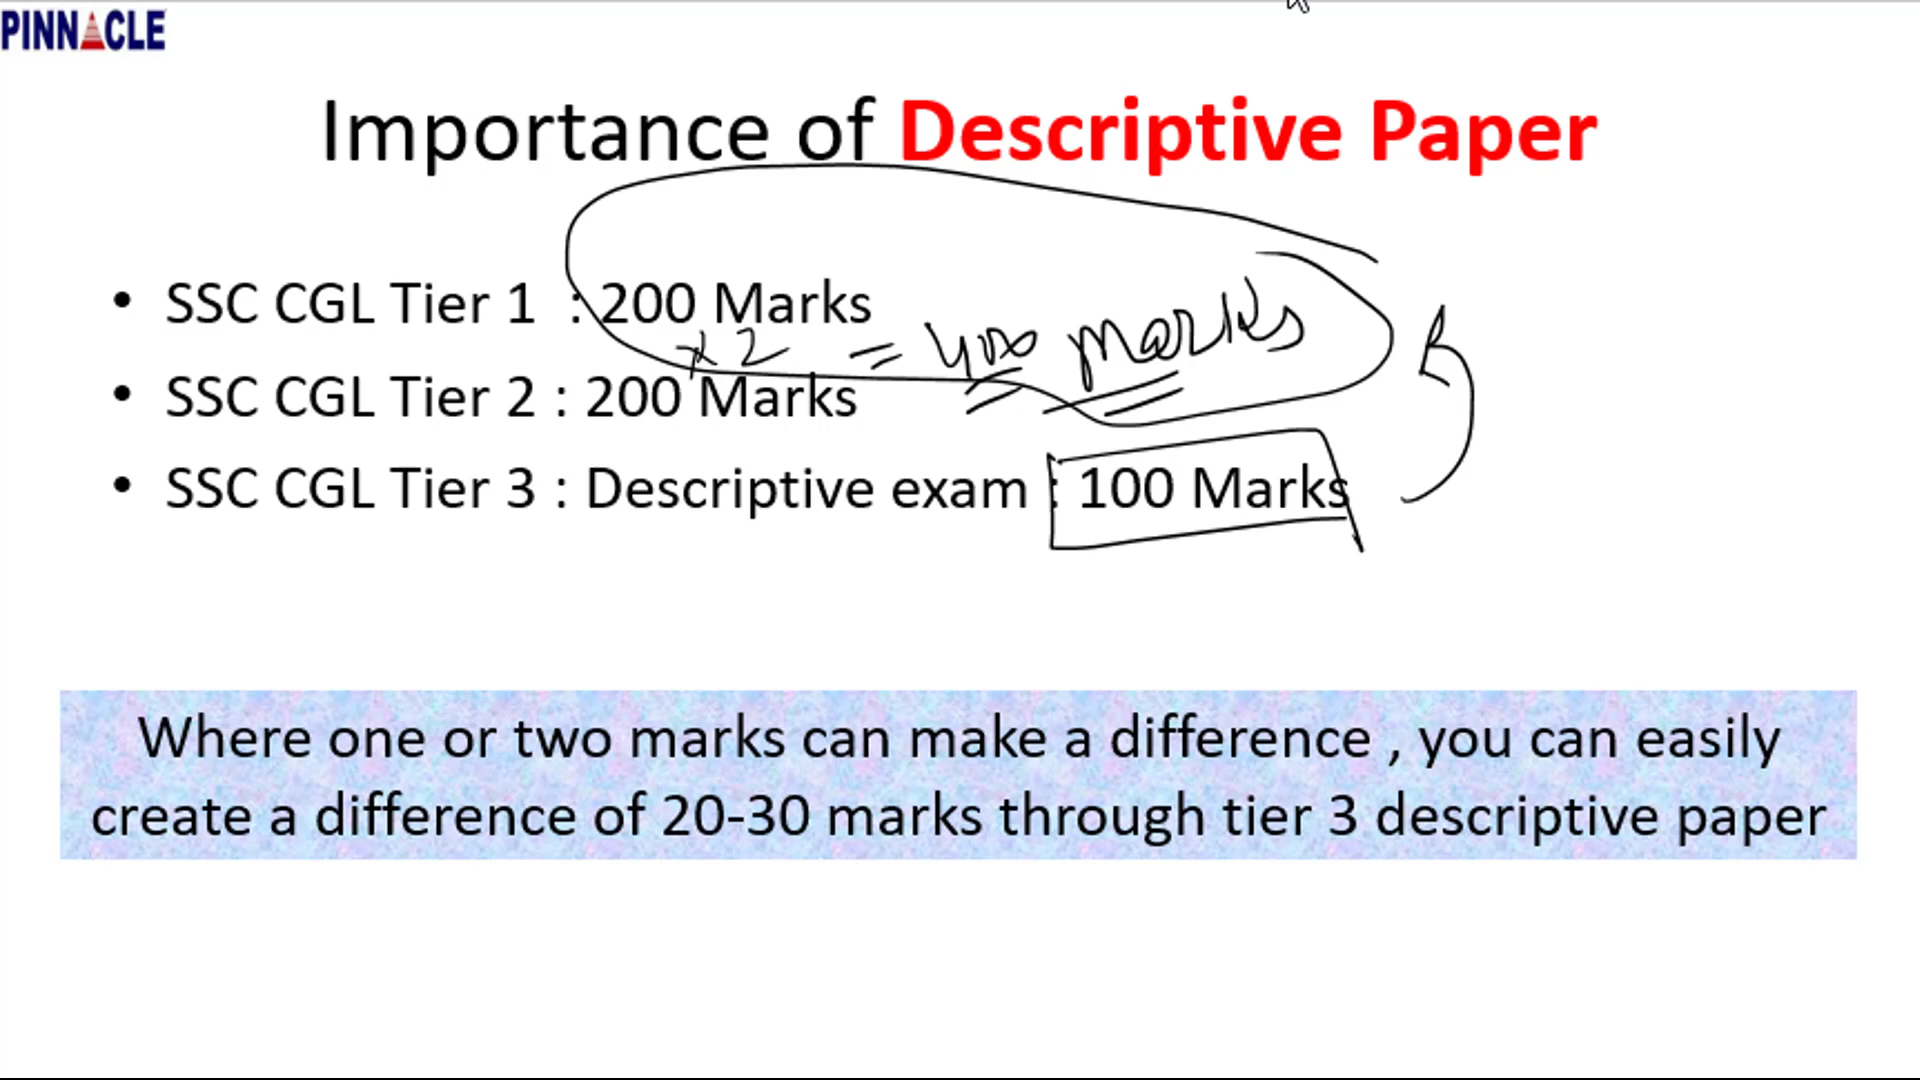 PINNACLE
Importance of Descriptive Paper
• SSC CGL Tier 1 : 200 Marks
x 2 = 400 marks
• SSC CGL Tier 2 : 200 Marks
• SSC CGL Tier 3 : Descriptive exam : 100 Marks
Where one or two marks can make a difference , you can easily
create a difference of 20-30 marks through tier 3 descriptive paper